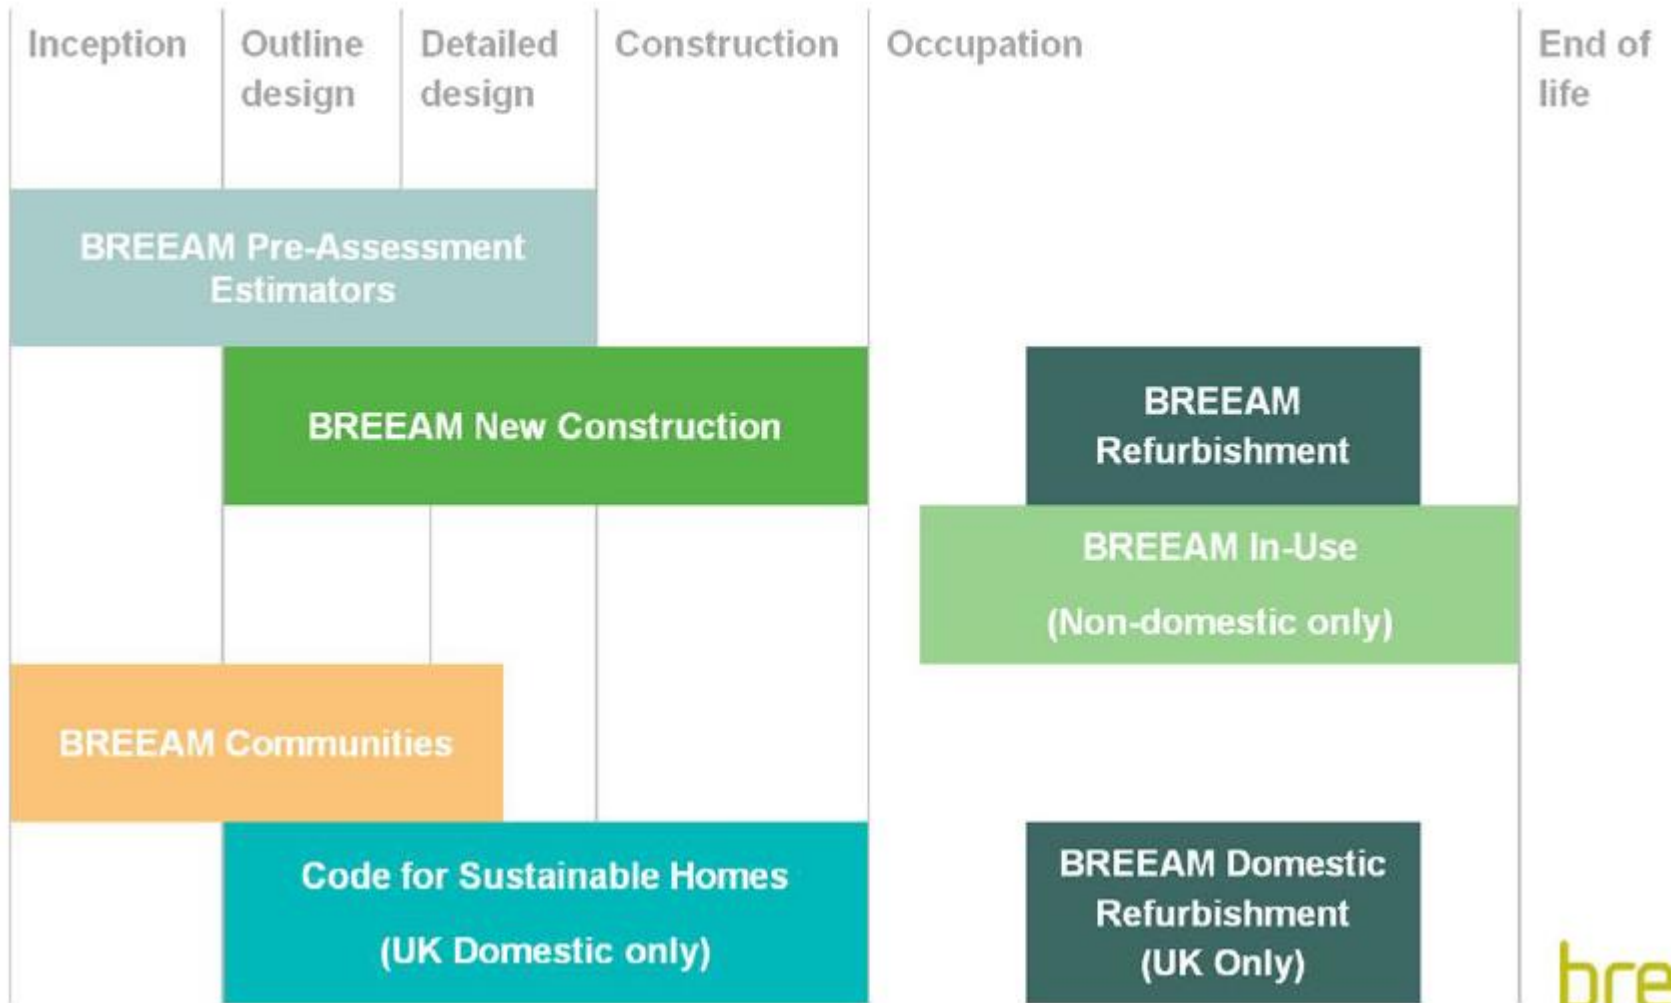 Inception
Outline
design
Detailed
design
Construction
Occupation
End of
life
BREEAM Pre-Assessment
Estimators
BREEAM New Construction
BREEAM
Refurbishment
BREEAM In-Use
(Non-domestic only)
BREEAM Communities
Code for Sustainable Homes
(UK Domestic only)
BREEAM Domestic
Refurbishment
(UK Only)
bre